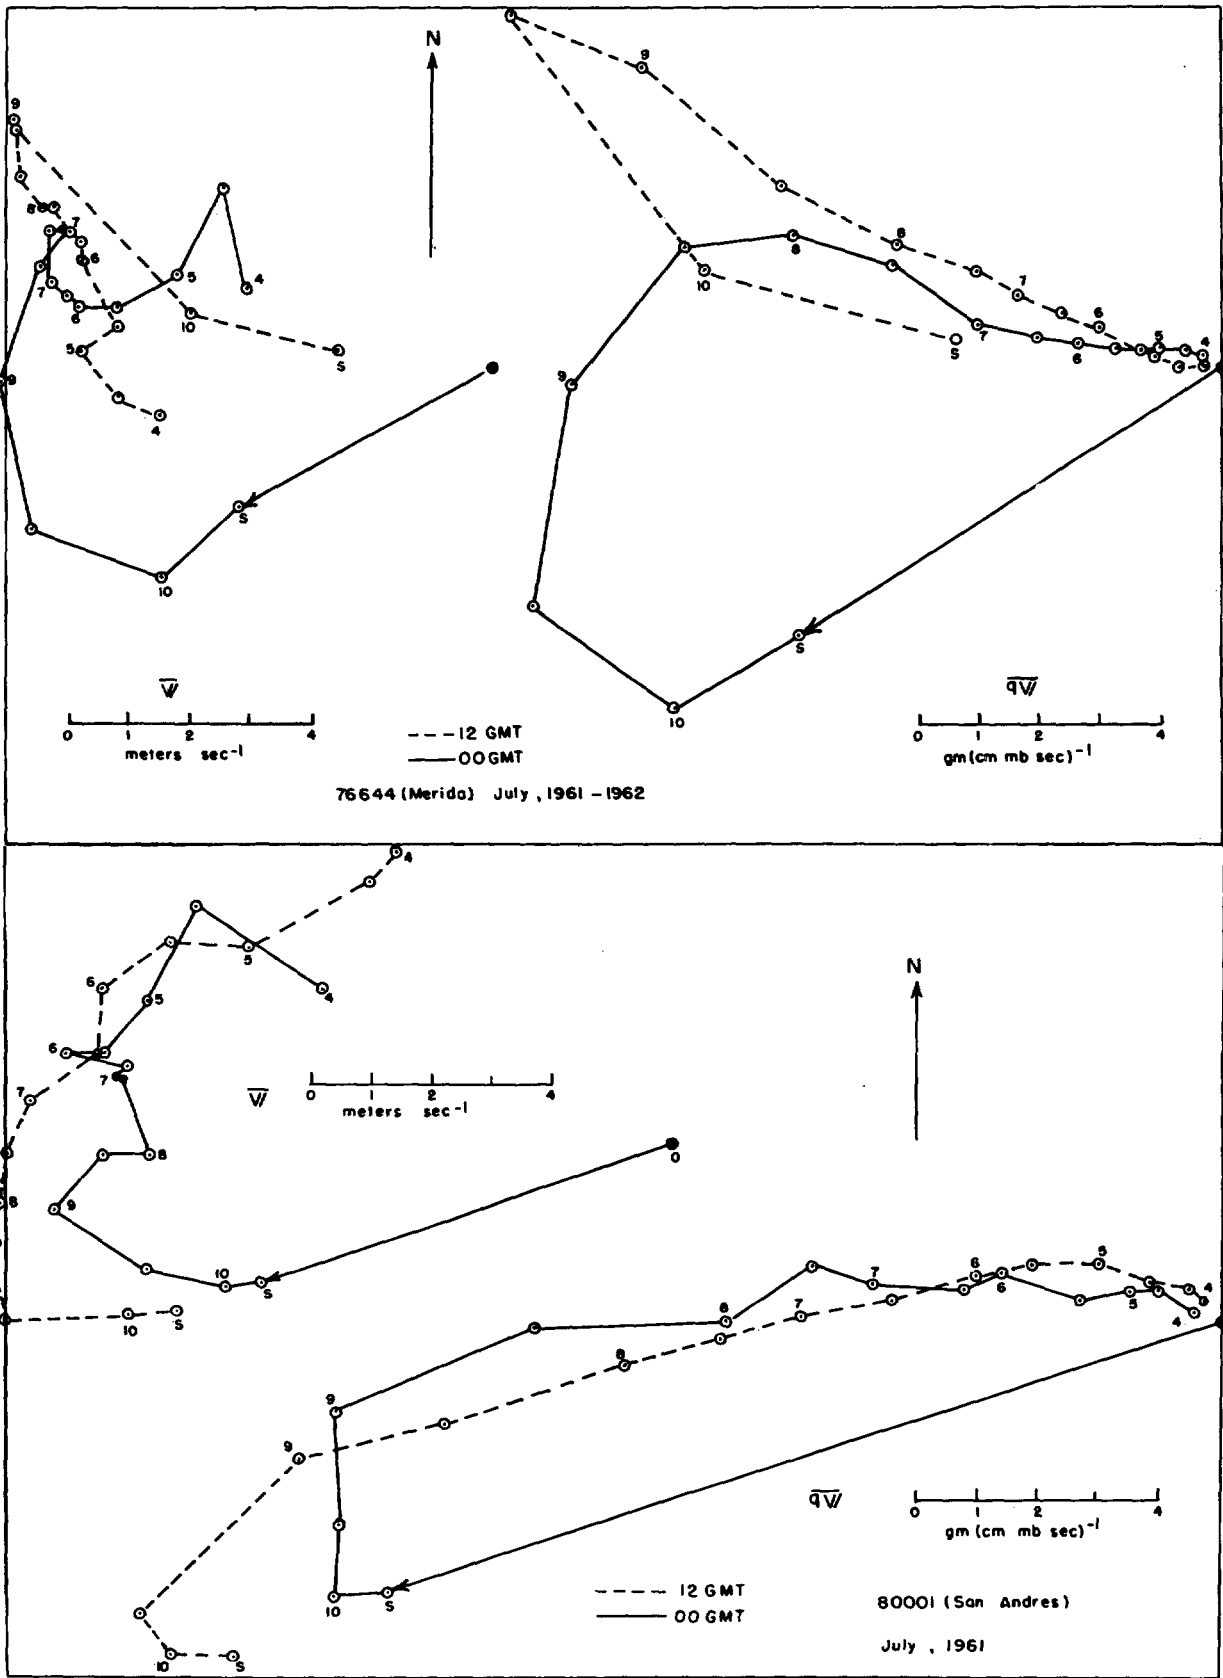 N
9
9
8
7
6
7
6
5
4
9
10
5
S
4
S
10
9
8
8
7
6
7
6
5
4
10
S
9
S
10
V̅
0 1 2 4
meters sec⁻¹
q̅V̅
0 1 2 4
gm(cm mb sec)⁻¹
--- 12 GMT
—— 00 GMT
76644 (Merida) July, 1961-1962
4
5
6
5
4
N
6
7
7
V̅
0 1 2 4
meters sec⁻¹
8
0
8
9
10
S
10
S
7
6
5
6
5
4
4
8
7
8
9
9
q̅V̅
0 1 2 4
gm (cm mb sec)⁻¹
10
S
--- 12 GMT
—— 00 GMT
80001 (San Andres)
July, 1961
10
S